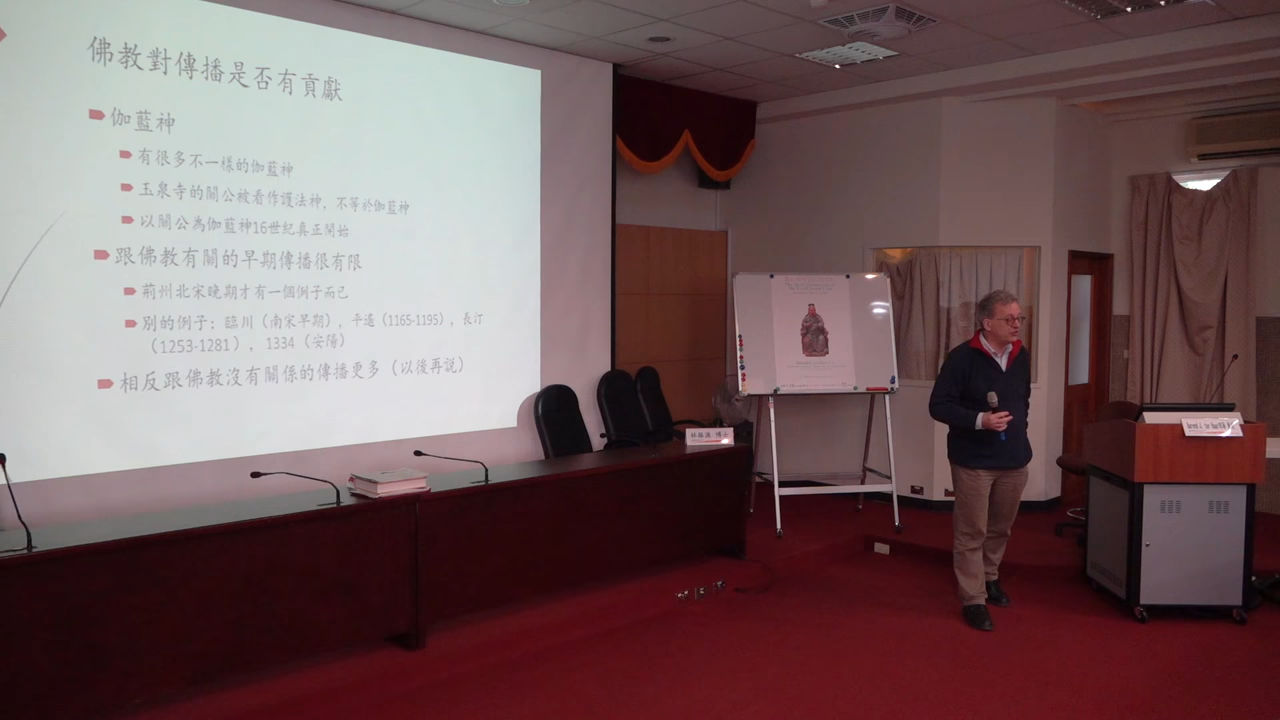 佛教對傳播是否有貢獻
伽藍神
有很多不一樣的伽藍神
玉泉寺的關公被看作護法神，不等於伽藍神
以關公為伽藍神16世紀真正開始
跟佛教有關的早期傳播很有限
荊州北宋晚期才有一個例子而已
別的例子：臨川（南宋早期），平遙（1165-1195），長汀
（1253-1281），1334（安陽）
相反跟佛教沒有關係的傳播更多（以後再說）
博士
Barend J. ter Haar